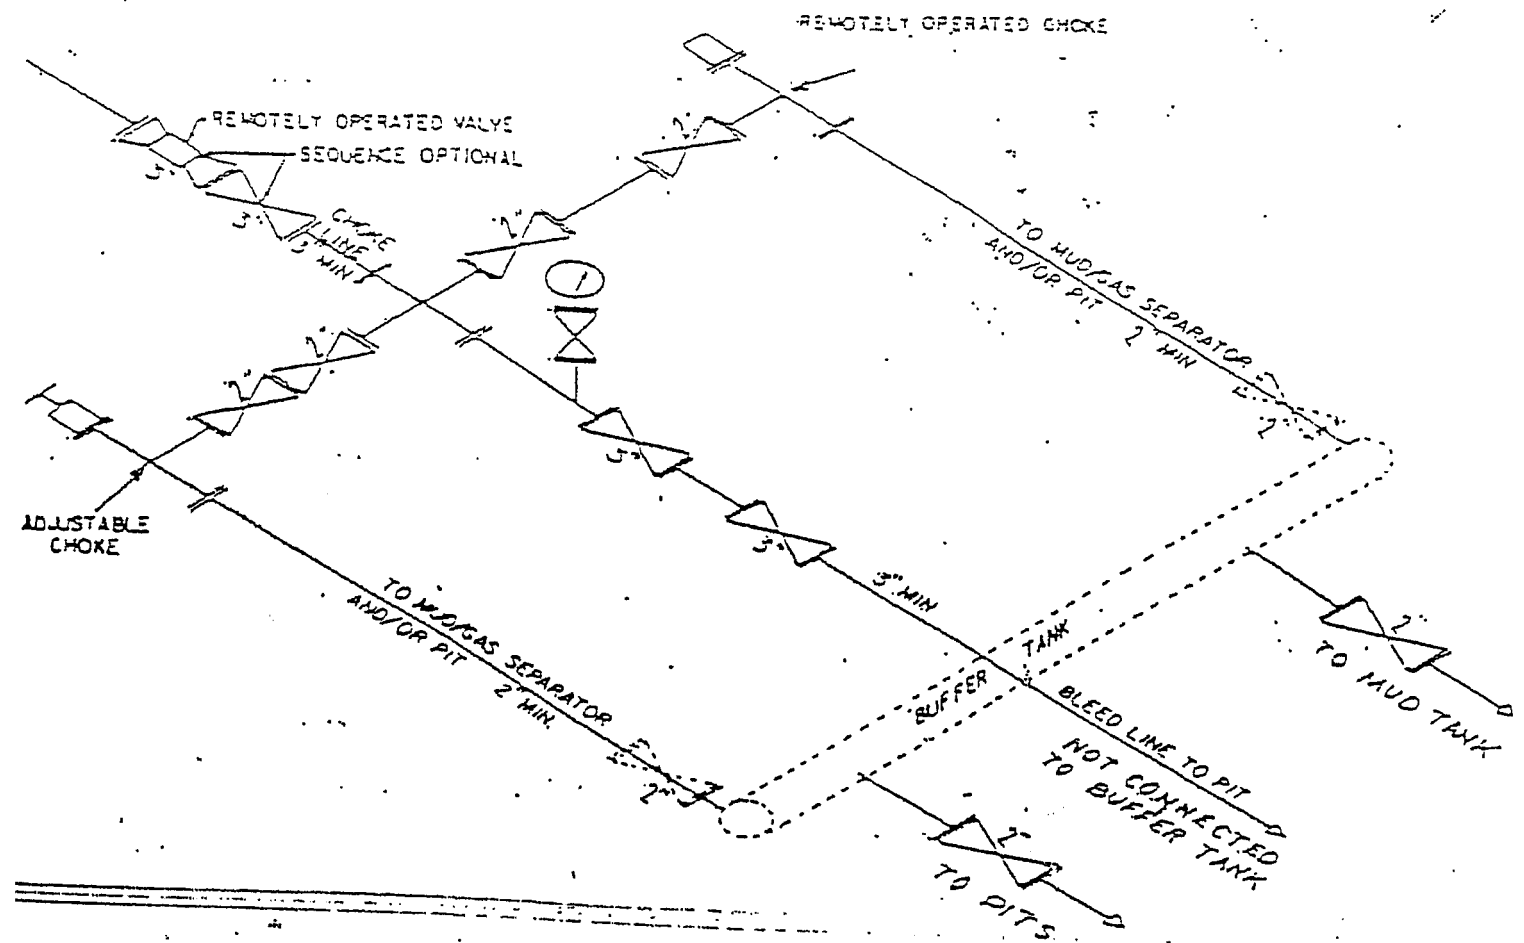 REMOTELY OPERATED CHOKE
REMOTELY OPERATED VALVE
SEQUENCE OPTIONAL
3"
3"
CHOKE
LINE
3" MIN
2"
2"
2"
2"
TO MUD/GAS SEPARATOR
AND/OR PIT 2" MIN
2"
ADJUSTABLE
CHOKE
3"
3"
3" MIN
TO MUD/GAS SEPARATOR
AND/OR PIT 2" MIN.
2"
BUFFER TANK
2"
TO MUD TANK
BLEED LINE TO PIT
NOT CONNECTED
TO BUFFER TANK
2"
TO PITS